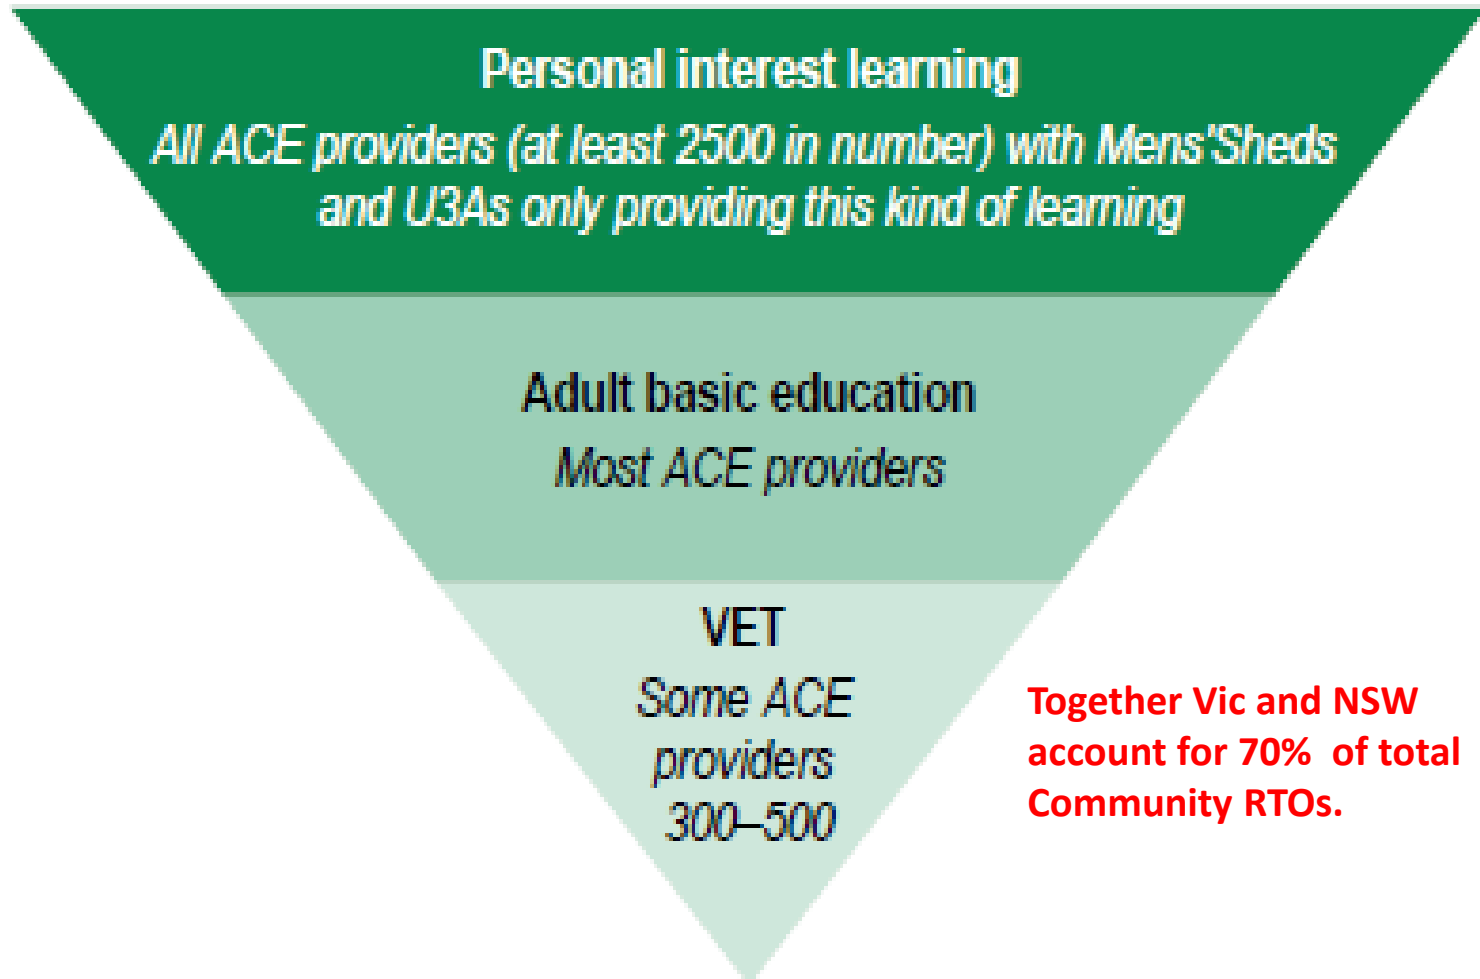 Personal interest learning
All ACE providers (at least 2500 in number) with Mens'Sheds
and U3As only providing this kind of learning
Adult basic education
Most ACE providers
VET
Some ACE
providers
300–500
Together Vic and NSW
account for 70% of total
Community RTOs.